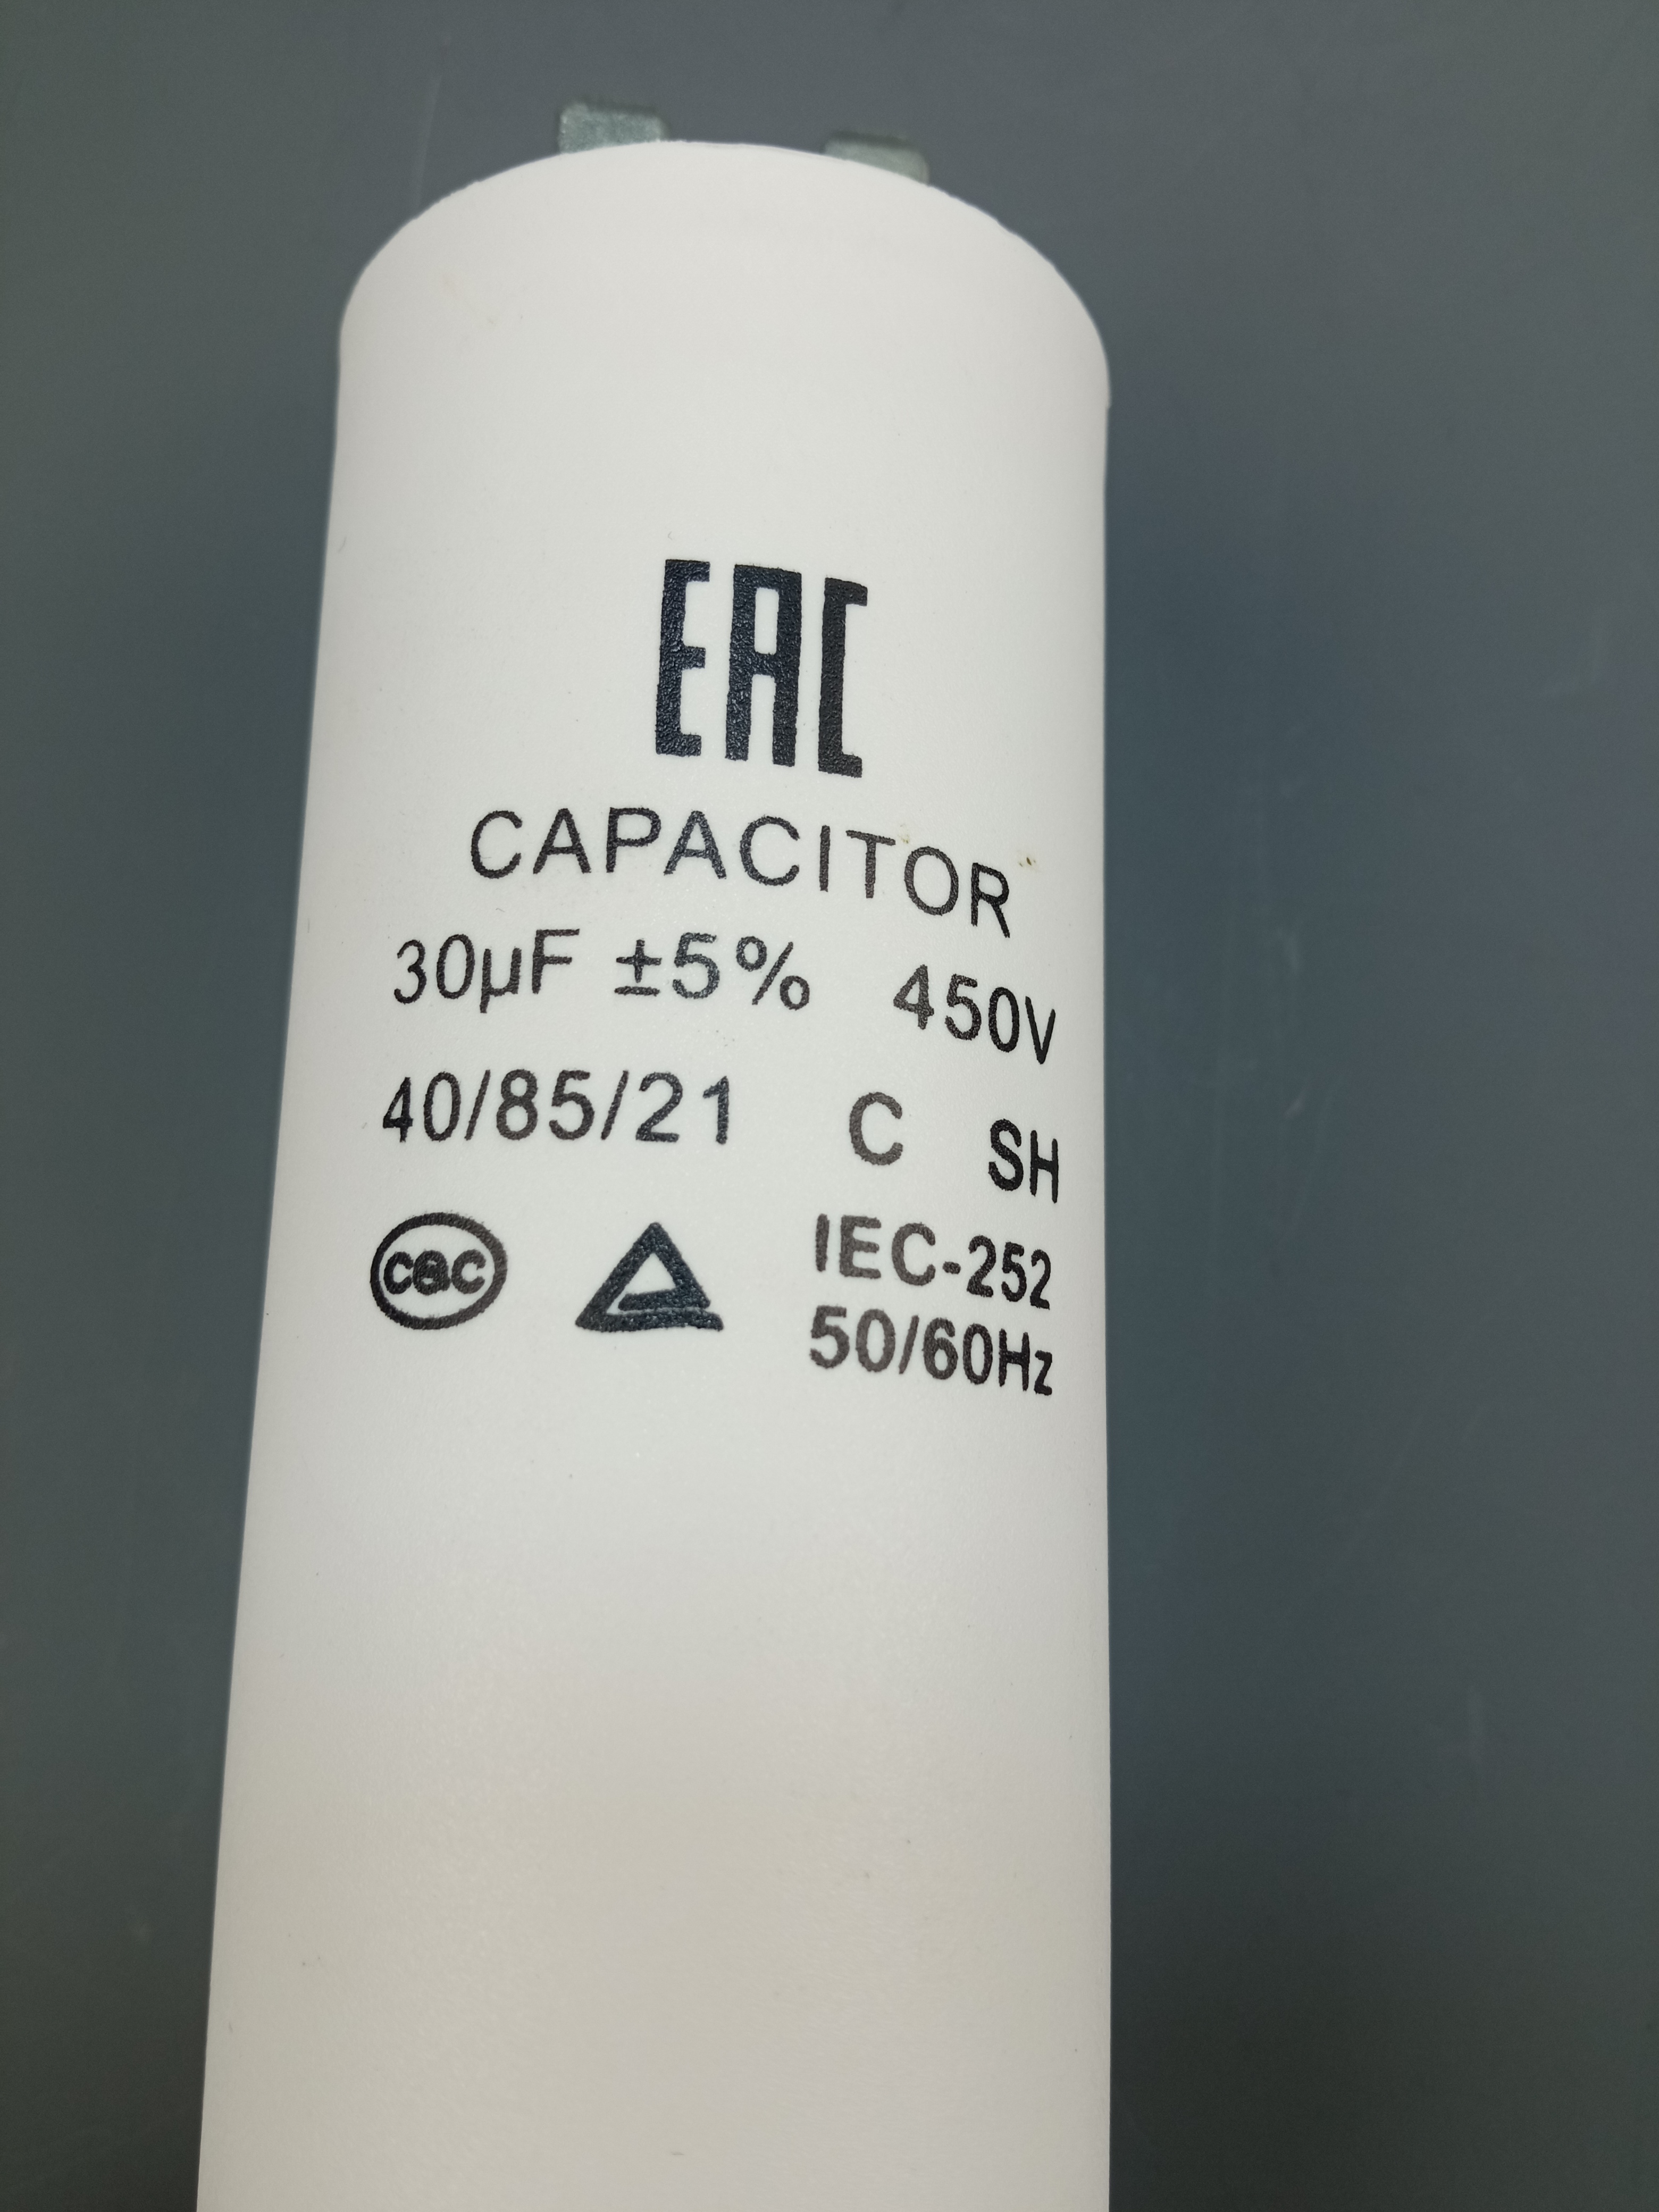 EAC
CAPACITOR
30μF ±5% 450V
40/85/21 C SH
CQC IEC-252
50/60Hz